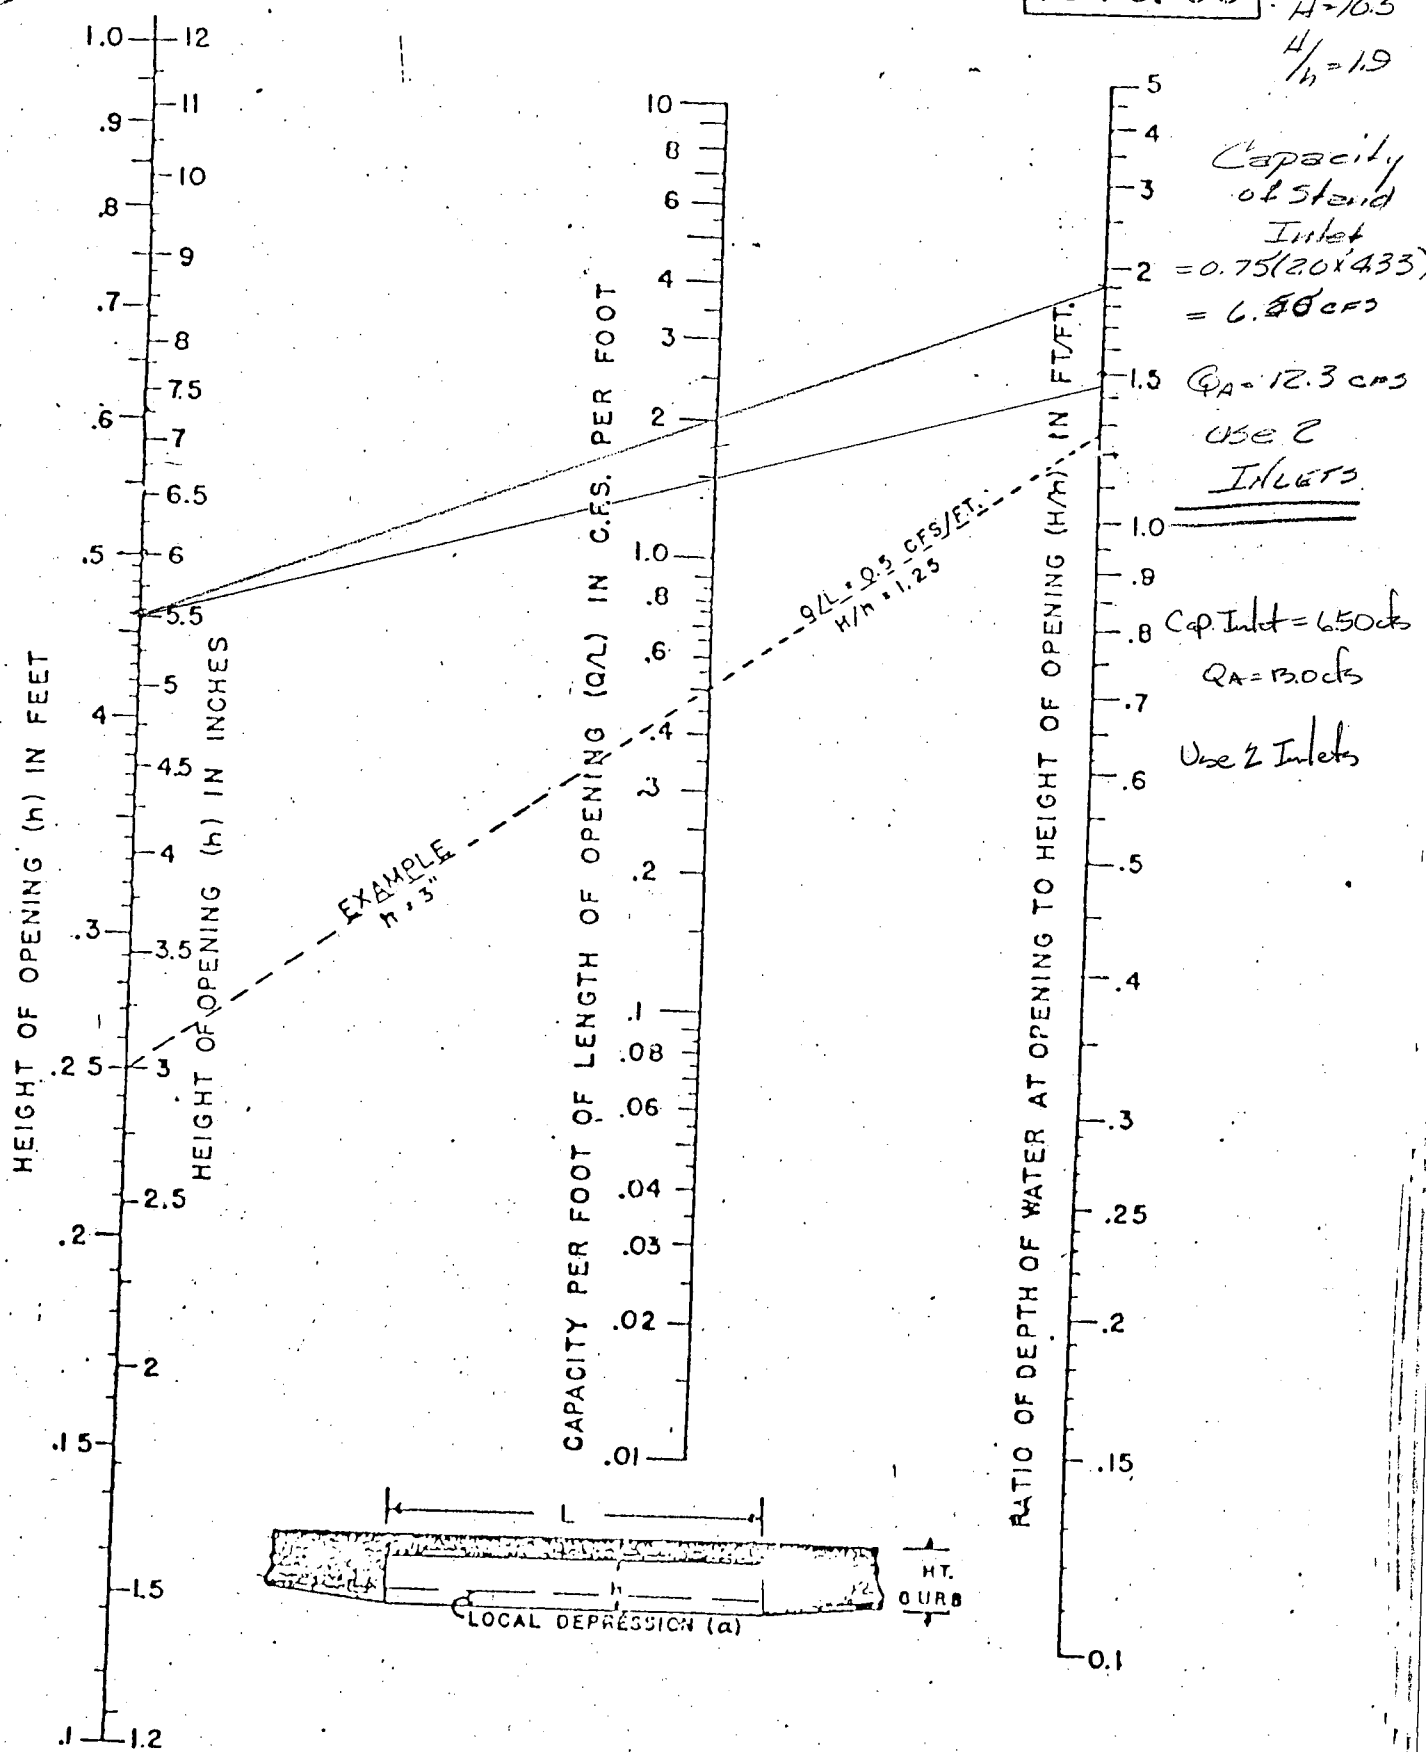 H=10.5
H/h = 1.9
Capacity
of Stand
Inlet
= 0.75(2.0x4.33)
= 6. cfs
QA = 12.3 cfs
use 2
INLETS
Cap. Inlet = 6.50 cfs
QA = 13.0 cfs
Use 2 Inlets
HEIGHT OF OPENING (h) IN FEET
1.0
.9
.8
.7
.6
.5
4
.3
.25
.2
.15
.1
HEIGHT OF OPENING (h) IN INCHES
12
11
10
9
8
7.5
7
6.5
6
5.5
5
4.5
4
3.5
3
2.5
2
1.5
1.2
CAPACITY PER FOOT OF LENGTH OF OPENING (Q/L) IN C.F.S. PER FOOT
10
8
6
4
3
2
1.0
.8
.6
.4
.3
.2
.1
.08
.06
.04
.03
.02
.01
RATIO OF DEPTH OF WATER AT OPENING TO HEIGHT OF OPENING (H/h) IN FT/FT.
5
4
3
2
1.5
1.0
.9
.8
.7
.6
.5
.4
.3
.25
.2
.15
0.1
EXAMPLE
h = 3"
Q/L = 0.5 CFS/FT.
H/h = 1.25
L
h
HT.
CURB
LOCAL DEPRESSION (a)